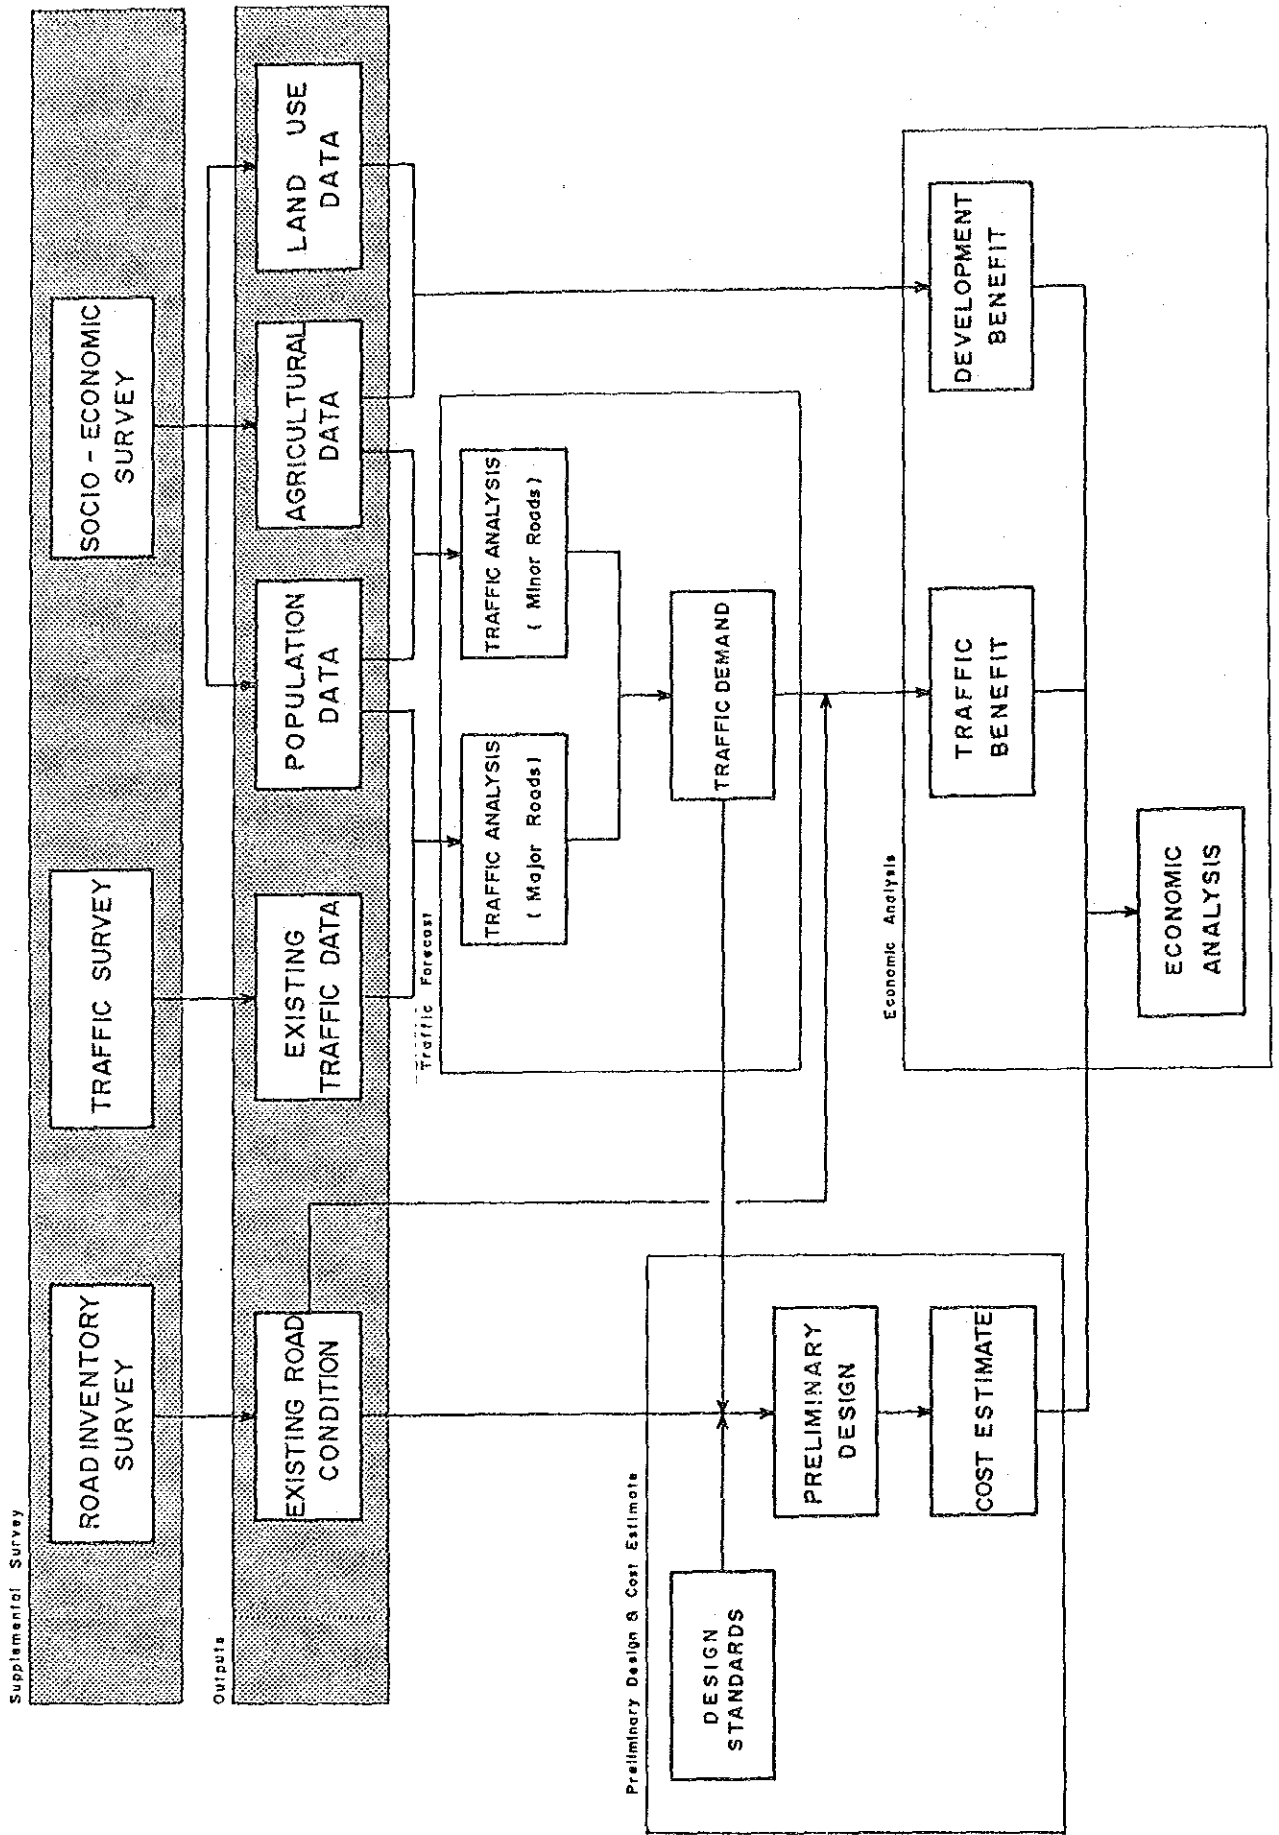 Supplemental Survey
ROAD INVENTORY
SURVEY
TRAFFIC SURVEY
SOCIO - ECONOMIC
SURVEY
Outputs
EXISTING ROAD
CONDITION
EXISTING
TRAFFIC DATA
POPULATION
DATA
AGRICULTURAL
DATA
LAND USE
DATA
Traffic Forecast
TRAFFIC ANALYSIS
( Major Roads)
TRAFFIC ANALYSIS
( Minor Roads)
TRAFFIC DEMAND
Preliminary Design & Cost Estimate
DESIGN
STANDARDS
PRELIMINARY
DESIGN
COST ESTIMATE
Economic Analysis
TRAFFIC
BENEFIT
DEVELOPMENT
BENEFIT
ECONOMIC
ANALYSIS